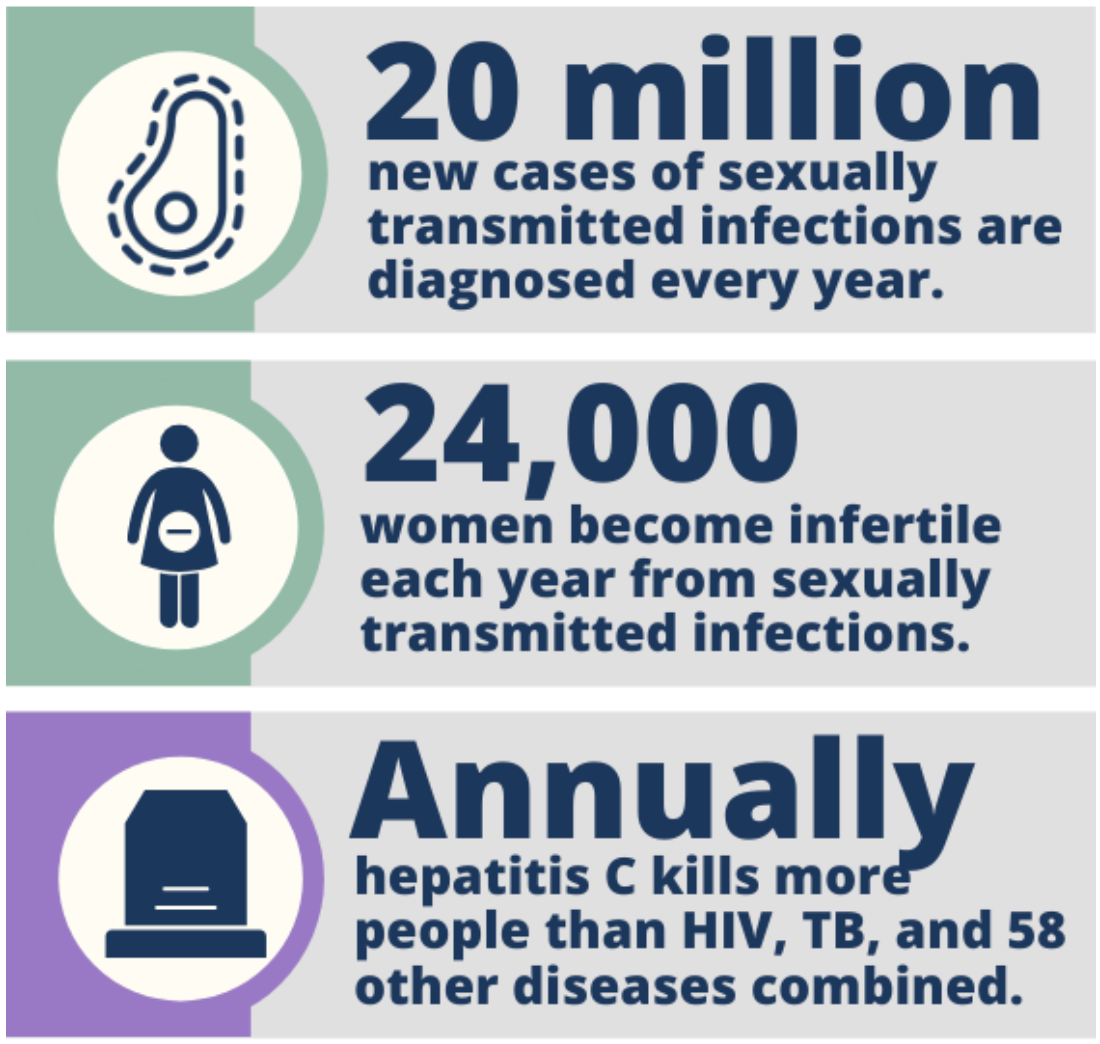 20 million
new cases of sexually
transmitted infections are
diagnosed every year.
24,000
women become infertile
each year from sexually
transmitted infections.
Annually
hepatitis C kills more
people than HIV, TB, and 58
other diseases combined.